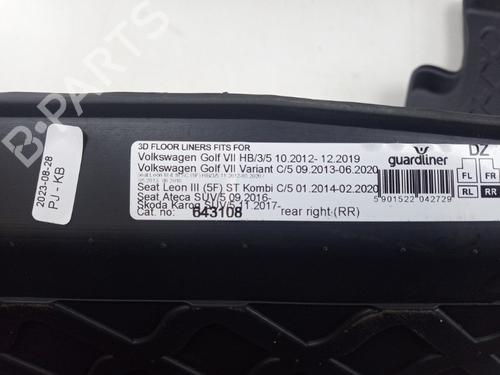 B-PARTS
2023-08-28
PJ - KB
3D FLOOR LINERS FITS FOR
Volkswagen Golf VII HB/3/5 10.2012- 12.2019
Volkswagen Golf VII Variant C/5 09.2013-06.2020
Seat Leon III (5F) ST Kombi C/5 01.2014-02.2020
Seat Ateca SUV/5 09.2016-
Skoda Karoq SUV/5 11.2017-
Cat. no: 643108 rear right (RR)
guardliner
DZ
FL FR
RL RR
5 901522 042729